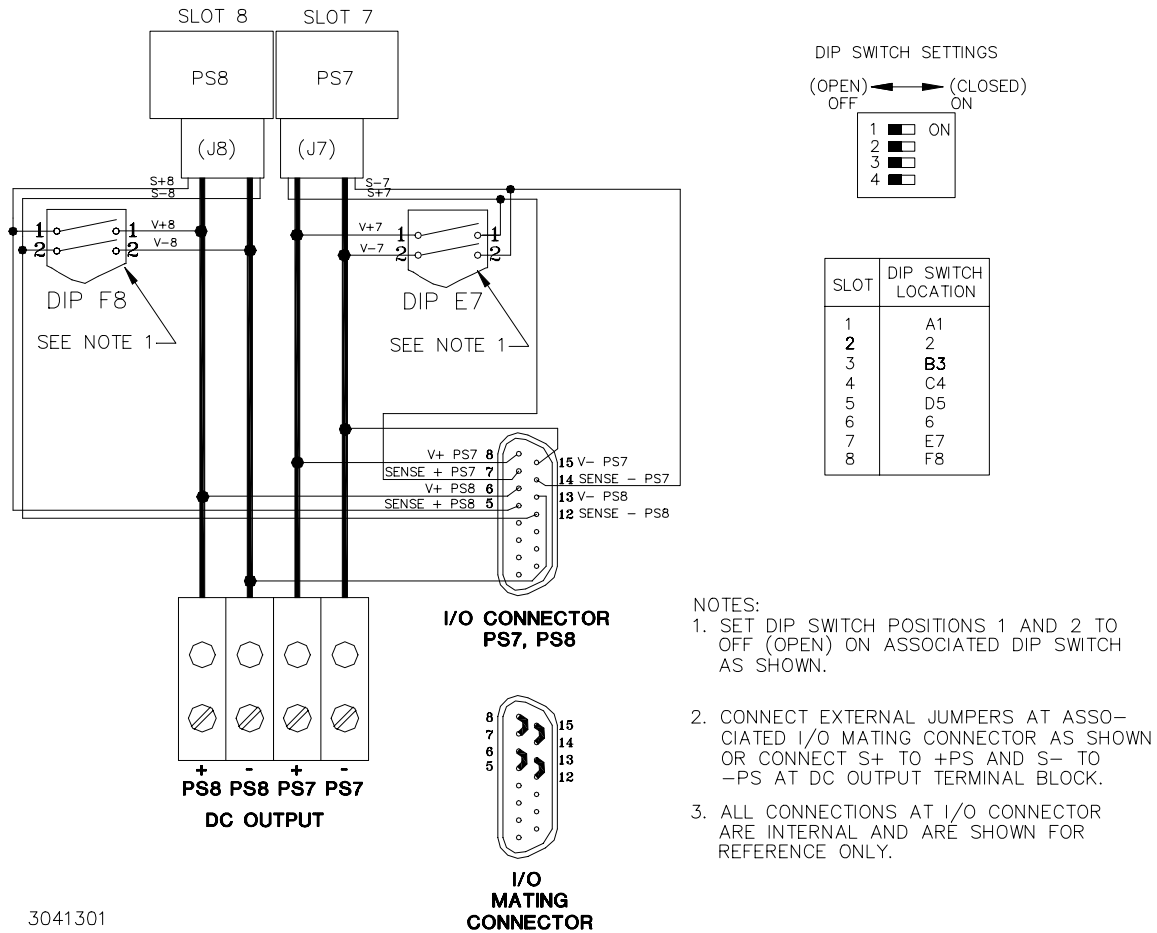 SLOT 8
SLOT 7
PS8
PS7
(J8)
(J7)
S+8
S-8
S-7
S+7
1
2
1
2
V+8
V-8
V+7
V-7
1
2
1
2
DIP F8
DIP E7
SEE NOTE 1
SEE NOTE 1
V+ PS7 8
SENSE + PS7 7
V+ PS8 6
SENSE + PS8 5
15 V- PS7
14 SENSE - PS7
13 V- PS8
12 SENSE - PS8
I/O CONNECTOR
PS7, PS8
+ - + -
PS8 PS8 PS7 PS7
DC OUTPUT
8
7
6
5
15
14
13
12
I/O
MATING
CONNECTOR
3041301
DIP SWITCH SETTINGS
(OPEN) (CLOSED)
OFF ON
1 ON
2
3
4
SLOT DIP SWITCH LOCATION
1 A1
2 2
3 B3
4 C4
5 D5
6 6
7 E7
8 F8
NOTES:
1. SET DIP SWITCH POSITIONS 1 AND 2 TO
OFF (OPEN) ON ASSOCIATED DIP SWITCH
AS SHOWN.
2. CONNECT EXTERNAL JUMPERS AT ASSO-
CIATED I/O MATING CONNECTOR AS SHOWN
OR CONNECT S+ TO +PS AND S- TO
-PS AT DC OUTPUT TERMINAL BLOCK.
3. ALL CONNECTIONS AT I/O CONNECTOR
ARE INTERNAL AND ARE SHOWN FOR
REFERENCE ONLY.